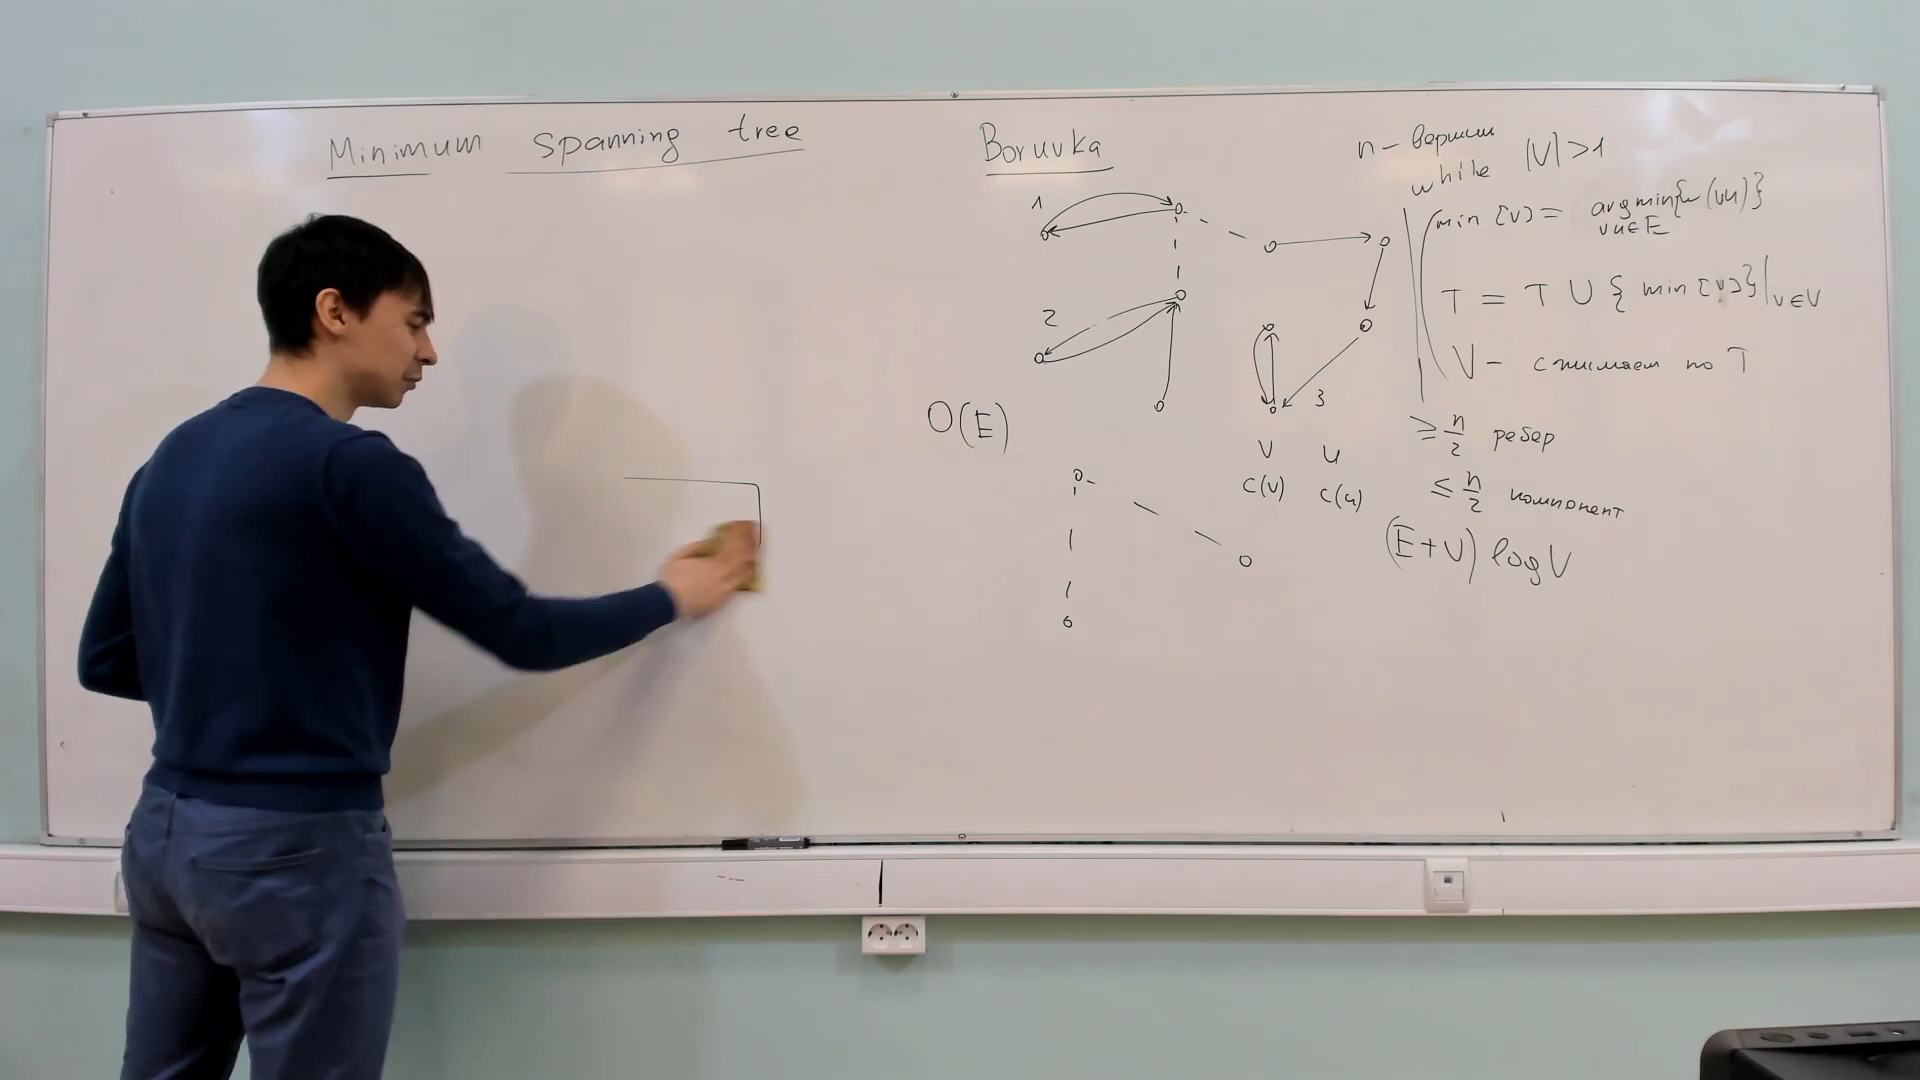 Minimum spanning tree
Boruvka
n - вершин
while |V| > 1
min [v] = argmin{w(vu)}
vu∈E
T = T U { min [v] }|v∈V
V - сжимаем по T
≥ n/2 ребер
≤ n/2 компонент
(E+V) log V
1
2
3
O(E)
v u
c(v) c(u)